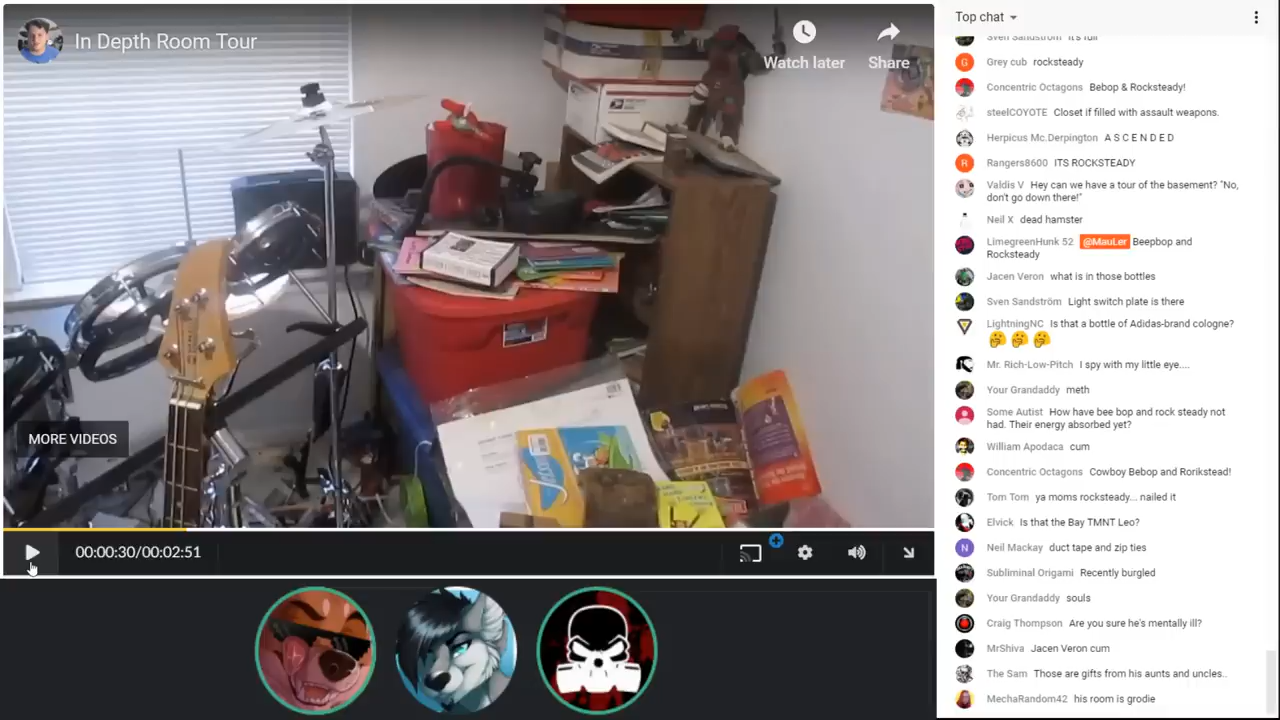 In Depth Room Tour
Watch later
Share
MORE VIDEOS
00:00:30/00:02:51
Top chat
Sven Sandström It's full
Grey cub rocksteady
Concentric Octagons Bebop & Rocksteady!
steelCOYOTE Closet if filled with assault weapons.
Herpicus Mc.Derpington A S C E N D E D
Rangers8600 ITS ROCKSTEADY
Valdis V Hey can we have a tour of the basement? "No,
don't go down there!"
Neil X dead hamster
LimegreenHunk 52 @MauLer Beepbop and
Rocksteady
Jacen Veron what is in those bottles
Sven Sandström Light switch plate is there
LightningNC Is that a bottle of Adidas-brand cologne?
🤔 🤔 🤔
Mr. Rich-Low-Pitch I spy with my little eye....
Your Grandaddy meth
Some Autist How have bee bop and rock steady not
had. Their energy absorbed yet?
William Apodaca cum
Concentric Octagons Cowboy Bebop and Rorikstead!
Tom Tom ya moms rocksteady... nailed it
Elvick Is that the Bay TMNT Leo?
N Neil Mackay duct tape and zip ties
Subliminal Origami Recently burgled
Your Grandaddy souls
Craig Thompson Are you sure he's mentally ill?
MrShiva Jacen Veron cum
The Sam Those are gifts from his aunts and uncles..
MechaRandom42 his room is grodie